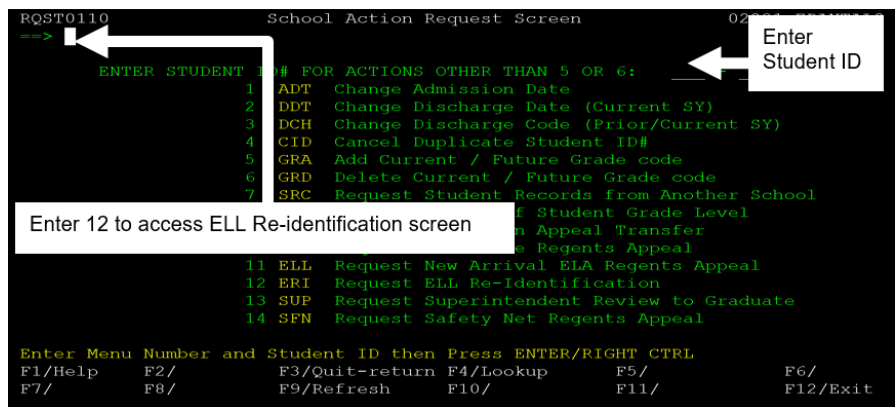 RQST0110 School Action Request Screen
==>
Enter
Student ID
ENTER STUDENT ID# FOR ACTIONS OTHER THAN 5 OR 6:
1 ADT Change Admission Date
2 DDT Change Discharge Date (Current SY)
3 DCH Change Discharge Code (Prior/Current SY)
4 CID Cancel Duplicate Student ID#
5 GRA Add Current / Future Grade code
6 GRD Delete Current / Future Grade code
7 SRC Request Student Records from Another School
Enter 12 to access ELL Re-identification screen
Student Grade Level
Appeal Transfer
Regents Appeal
11 ELL Request New Arrival ELA Regents Appeal
12 ERI Request ELL Re-Identification
13 SUP Request Superintendent Review to Graduate
14 SFN Request Safety Net Regents Appeal
Enter Menu Number and Student ID then Press ENTER/RIGHT CTRL
F1/Help F2/ F3/Quit-return F4/Lookup F5/ F6/
F7/ F8/ F9/Refresh F10/ F11/ F12/Exit